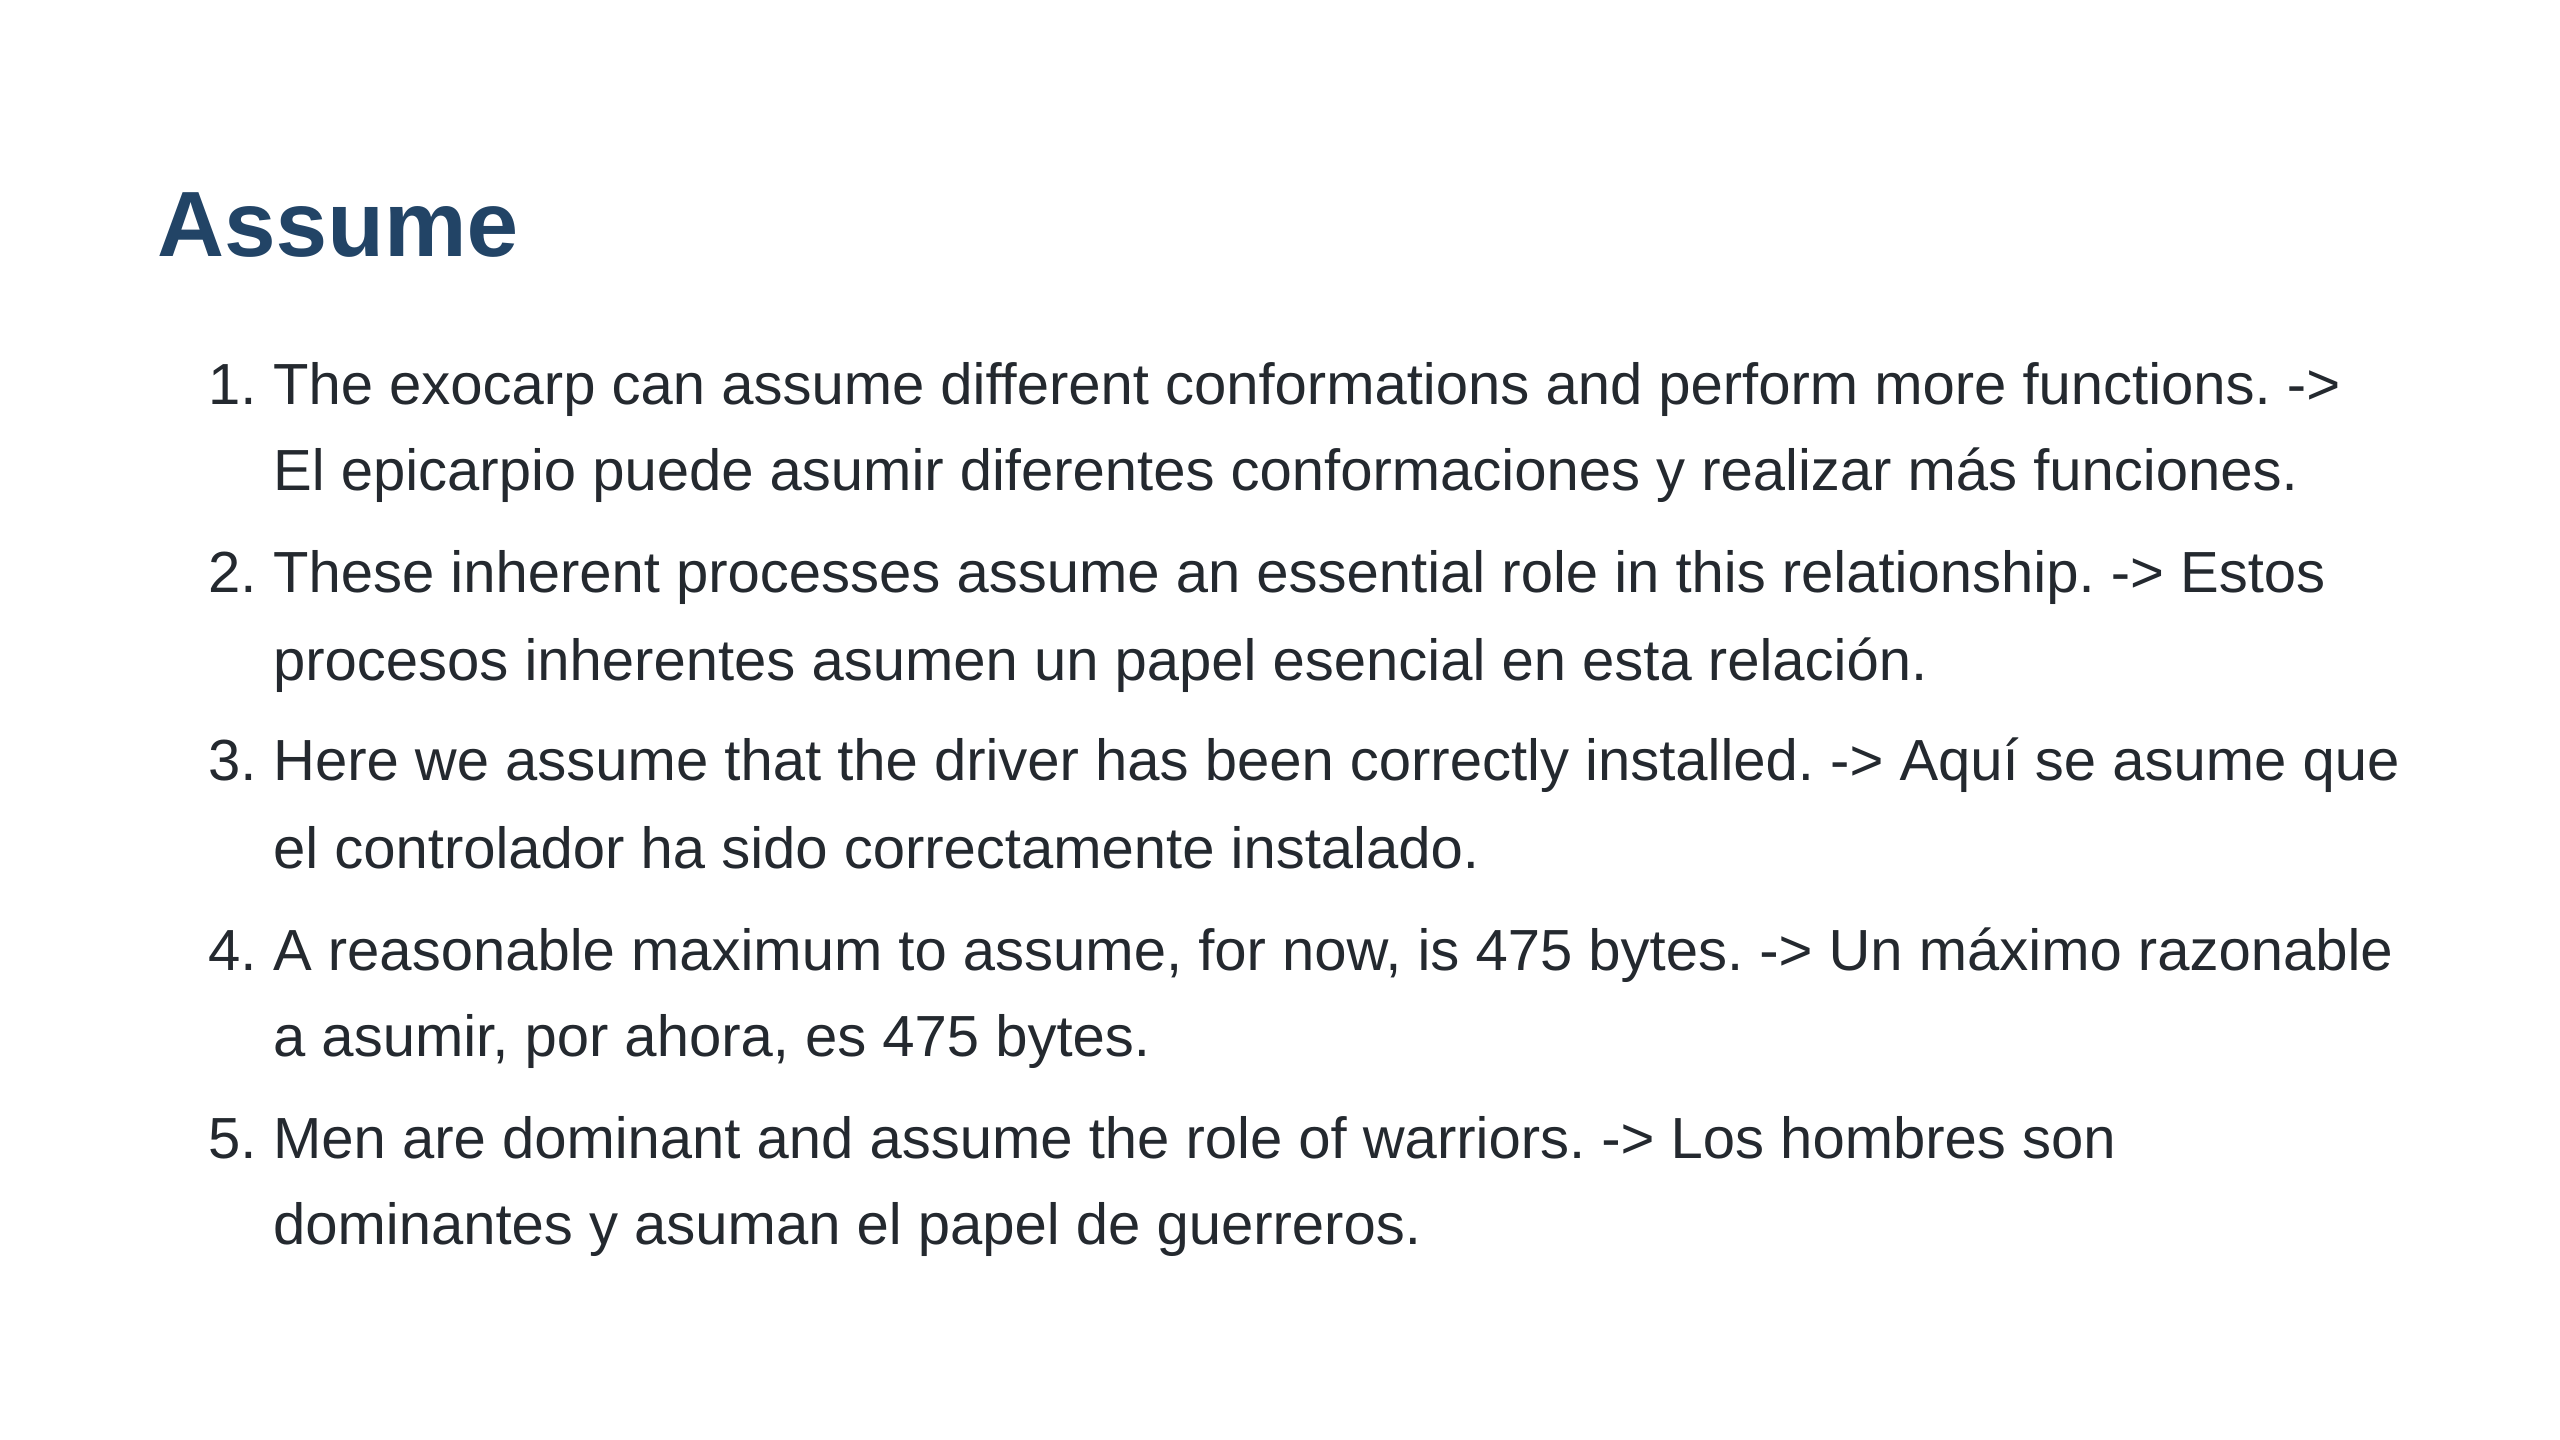 Assume
1. The exocarp can assume different conformations and perform more functions. ->
El epicarpio puede asumir diferentes conformaciones y realizar más funciones.
2. These inherent processes assume an essential role in this relationship. -> Estos
procesos inherentes asumen un papel esencial en esta relación.
3. Here we assume that the driver has been correctly installed. -> Aquí se asume que
el controlador ha sido correctamente instalado.
4. A reasonable maximum to assume, for now, is 475 bytes. -> Un máximo razonable
a asumir, por ahora, es 475 bytes.
5. Men are dominant and assume the role of warriors. -> Los hombres son
dominantes y asuman el papel de guerreros.